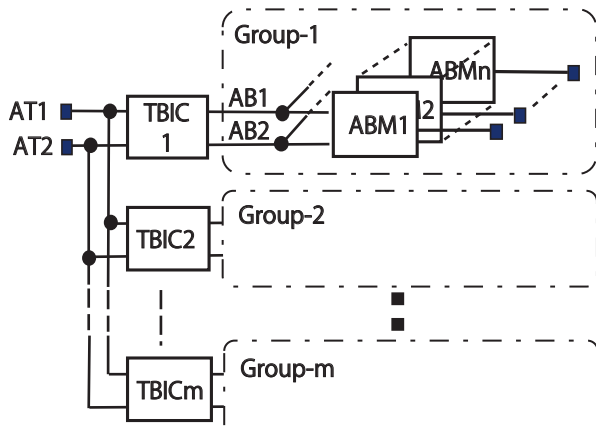 Group-1
ABMn
AT1
TBIC
1
AB1
ABM1
AT2
AB2
Group-2
TBIC2
Group-m
TBICm